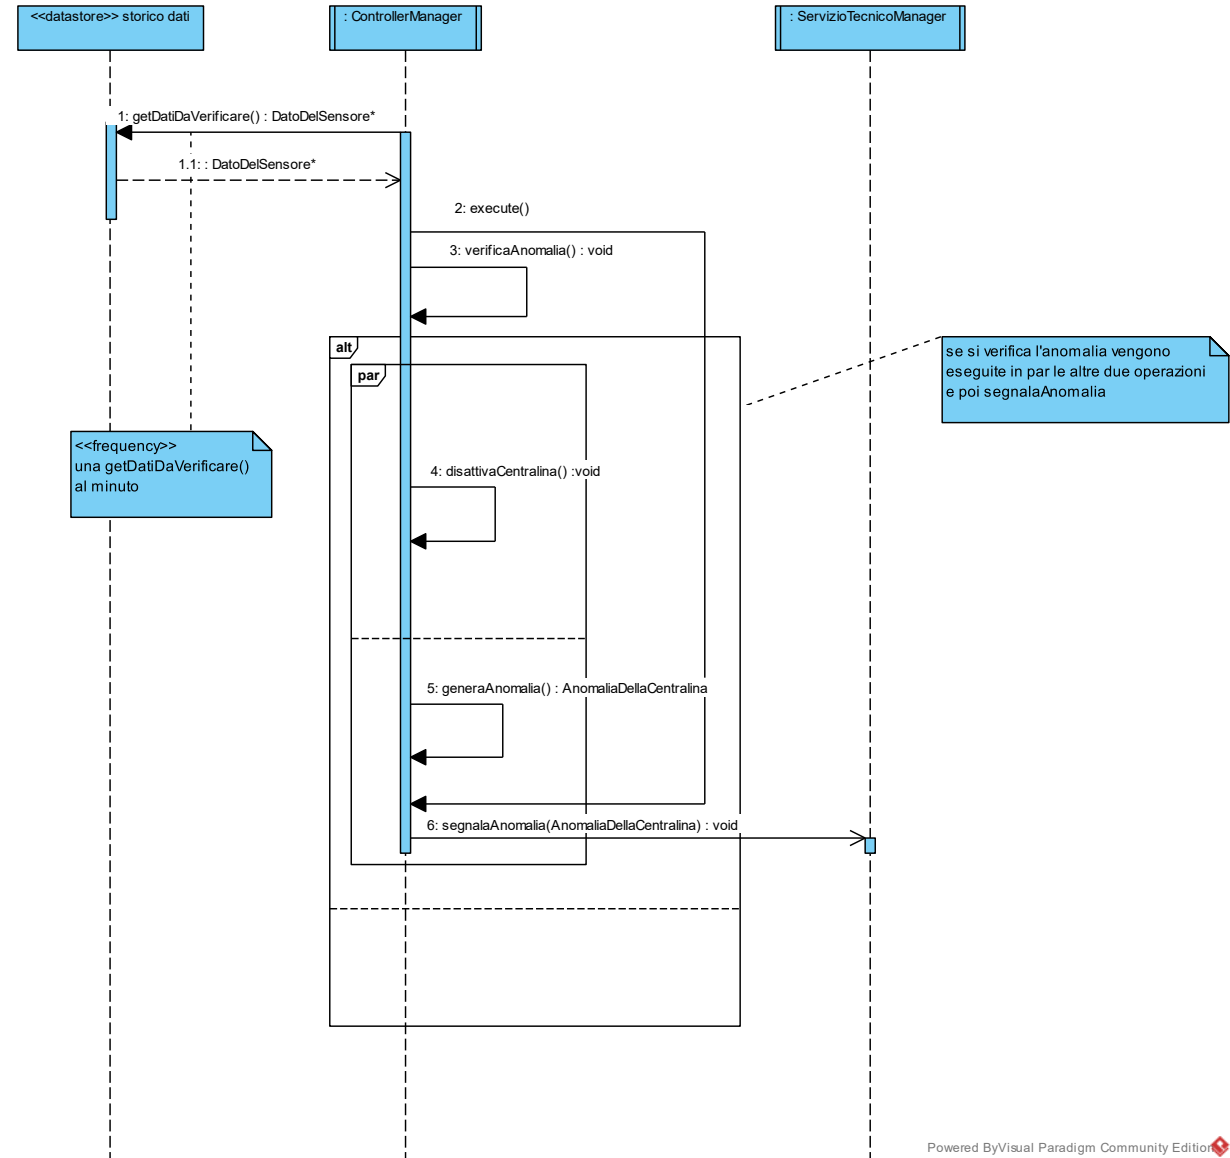 <<datastore>> storico dati
: ControllerManager
: ServizioTecnicoManager
1: getDatiDaVerificare() : DatoDelSensore*
1.1: : DatoDelSensore*
2: execute()
3: verificaAnomalia() : void
alt
par
se si verifica l'anomalia vengono
eseguite in par le altre due operazioni
e poi segnalaAnomalia
<<frequency>>
una getDatiDaVerificare()
al minuto
4: disattivaCentralina() :void
5: generaAnomalia() : AnomaliaDellaCentralina
6: segnalaAnomalia(AnomaliaDellaCentralina) : void
Powered ByVisual Paradigm Community Edition